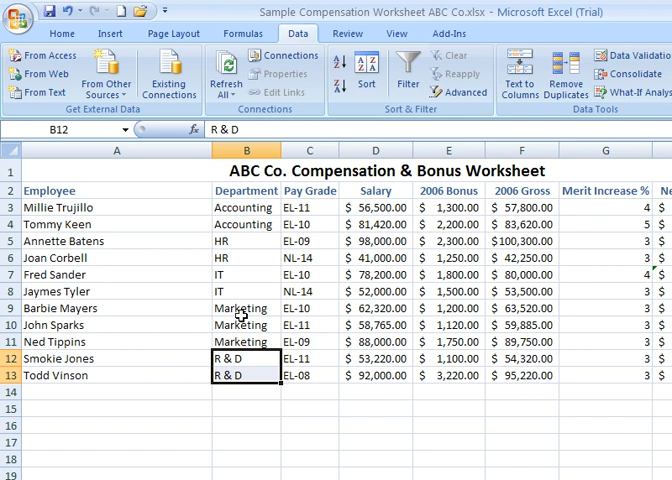 Sample Compensation Worksheet ABC Co.xlsx - Microsoft Excel (Trial)
Home Insert Page Layout Formulas Data Review View Add-Ins
From Access
From Web
From Text
From Other Sources
Existing Connections
Get External Data
Refresh All
Connections
Properties
Edit Links
Connections
A Z
Z A
Sort
Filter
Clear
Reapply
Advanced
Sort & Filter
Text to Columns
Remove Duplicates
Data Validation
Consolidate
What-If Analys
Data Tools
B12 fx R & D
A B C D E F G
1 ABC Co. Compensation & Bonus Worksheet
2 Employee Department Pay Grade Salary 2006 Bonus 2006 Gross Merit Increase % Ne
3 Millie Trujillo Accounting EL-11 $ 56,500.00 $ 1,300.00 $ 57,800.00 4 $
4 Tommy Keen Accounting EL-10 $ 81,420.00 $ 2,200.00 $ 83,620.00 5 $
5 Annette Batens HR EL-09 $ 98,000.00 $ 2,300.00 $100,300.00 3 $
6 Joan Corbell HR NL-14 $ 41,000.00 $ 1,250.00 $ 42,250.00 3 $
7 Fred Sander IT EL-10 $ 78,200.00 $ 1,800.00 $ 80,000.00 4 $
8 Jaymes Tyler IT NL-14 $ 52,000.00 $ 1,500.00 $ 53,500.00 3 $
9 Barbie Mayers Marketing EL-10 $ 62,320.00 $ 1,200.00 $ 63,520.00 3 $
10 John Sparks Marketing EL-11 $ 58,765.00 $ 1,120.00 $ 59,885.00 3 $
11 Ned Tippins Marketing EL-09 $ 88,000.00 $ 1,750.00 $ 89,750.00 3 $
12 Smokie Jones R & D EL-11 $ 53,220.00 $ 1,100.00 $ 54,320.00 3 $
13 Todd Vinson R & D EL-08 $ 92,000.00 $ 3,220.00 $ 95,220.00 3 $
14
15
16
17
18
19